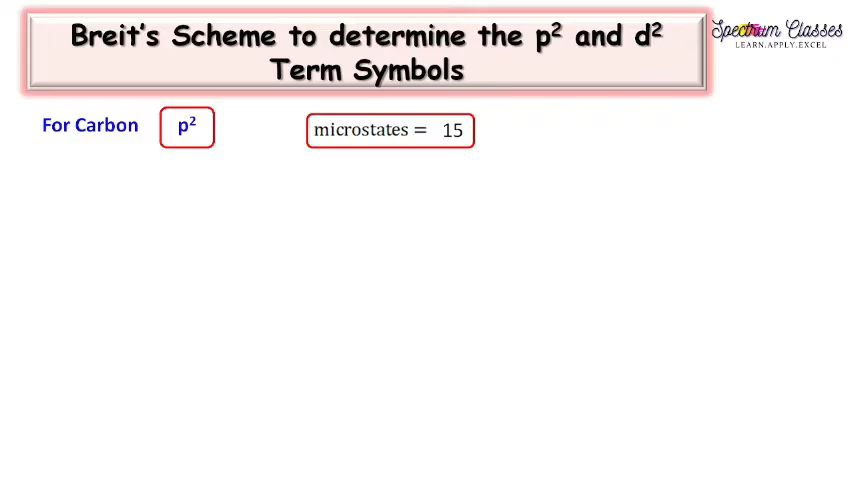 Breit's Scheme to determine the p² and d²
Term Symbols
Spectrum Classes
LEARN.APPLY.EXCEL
For Carbon p² microstates = 15